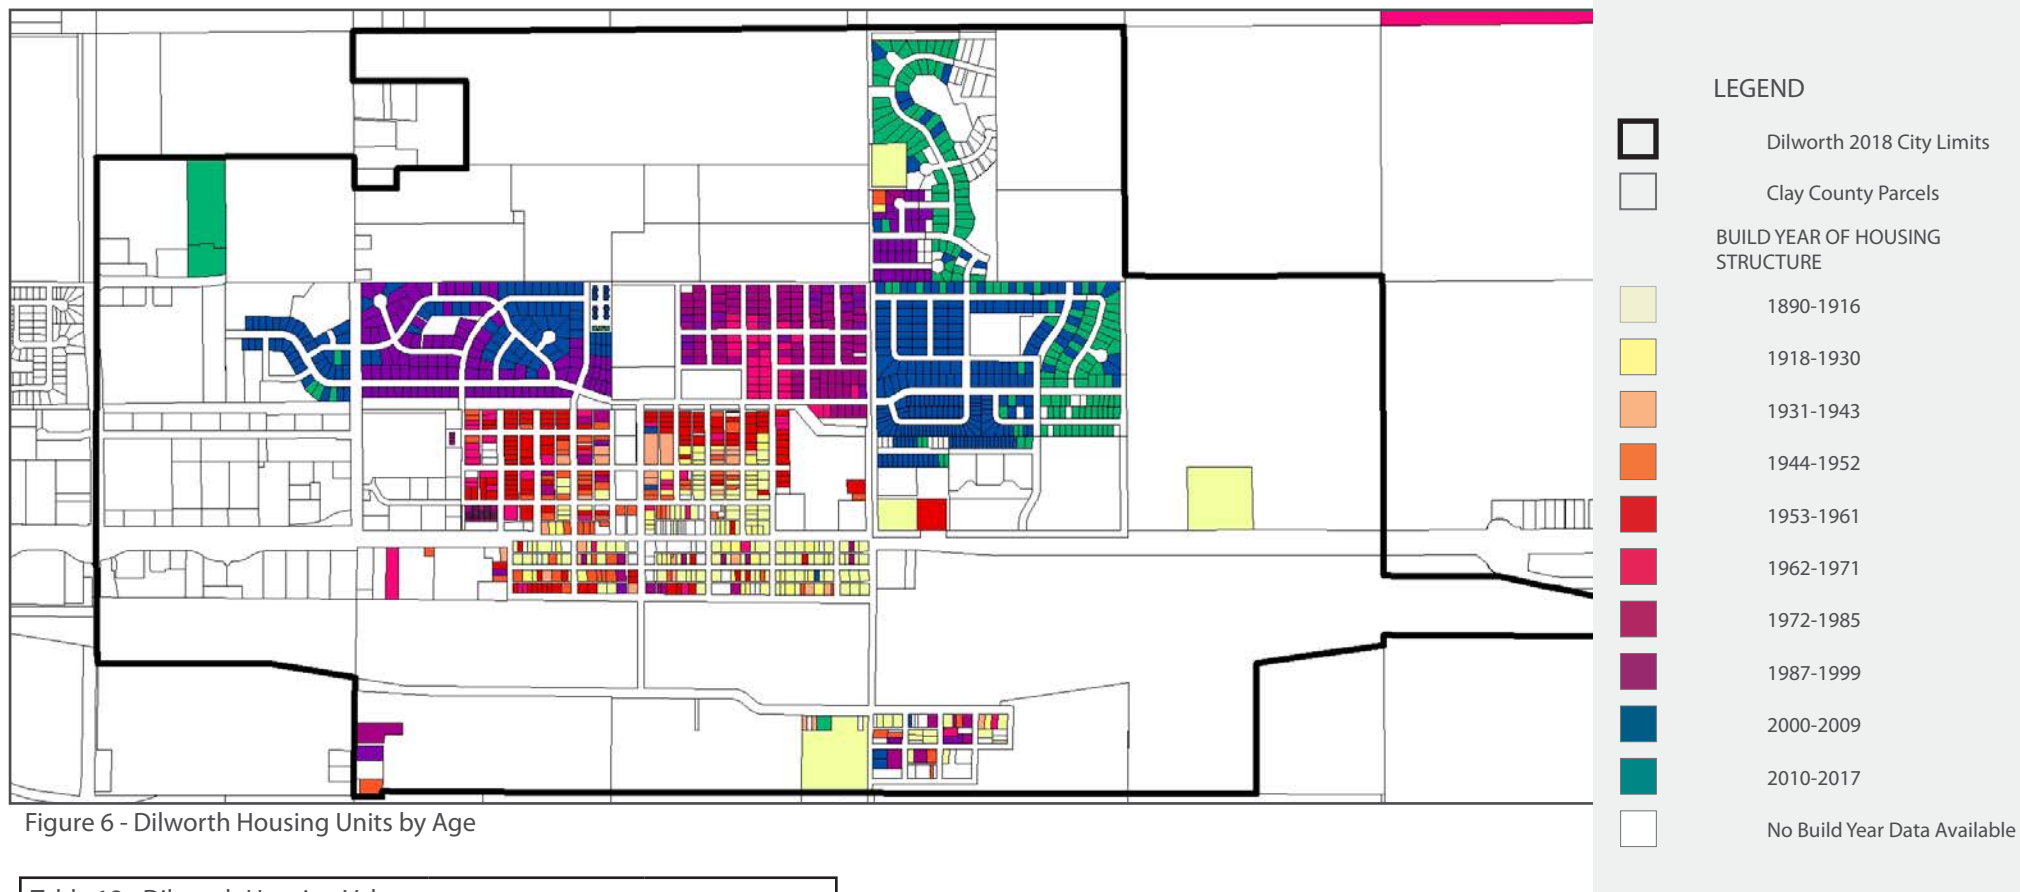 LEGEND
Dilworth 2018 City Limits
Clay County Parcels
BUILD YEAR OF HOUSING
STRUCTURE
1890-1916
1918-1930
1931-1943
1944-1952
1953-1961
1962-1971
1972-1985
1987-1999
2000-2009
2010-2017
No Build Year Data Available
Figure 6 - Dilworth Housing Units by Age